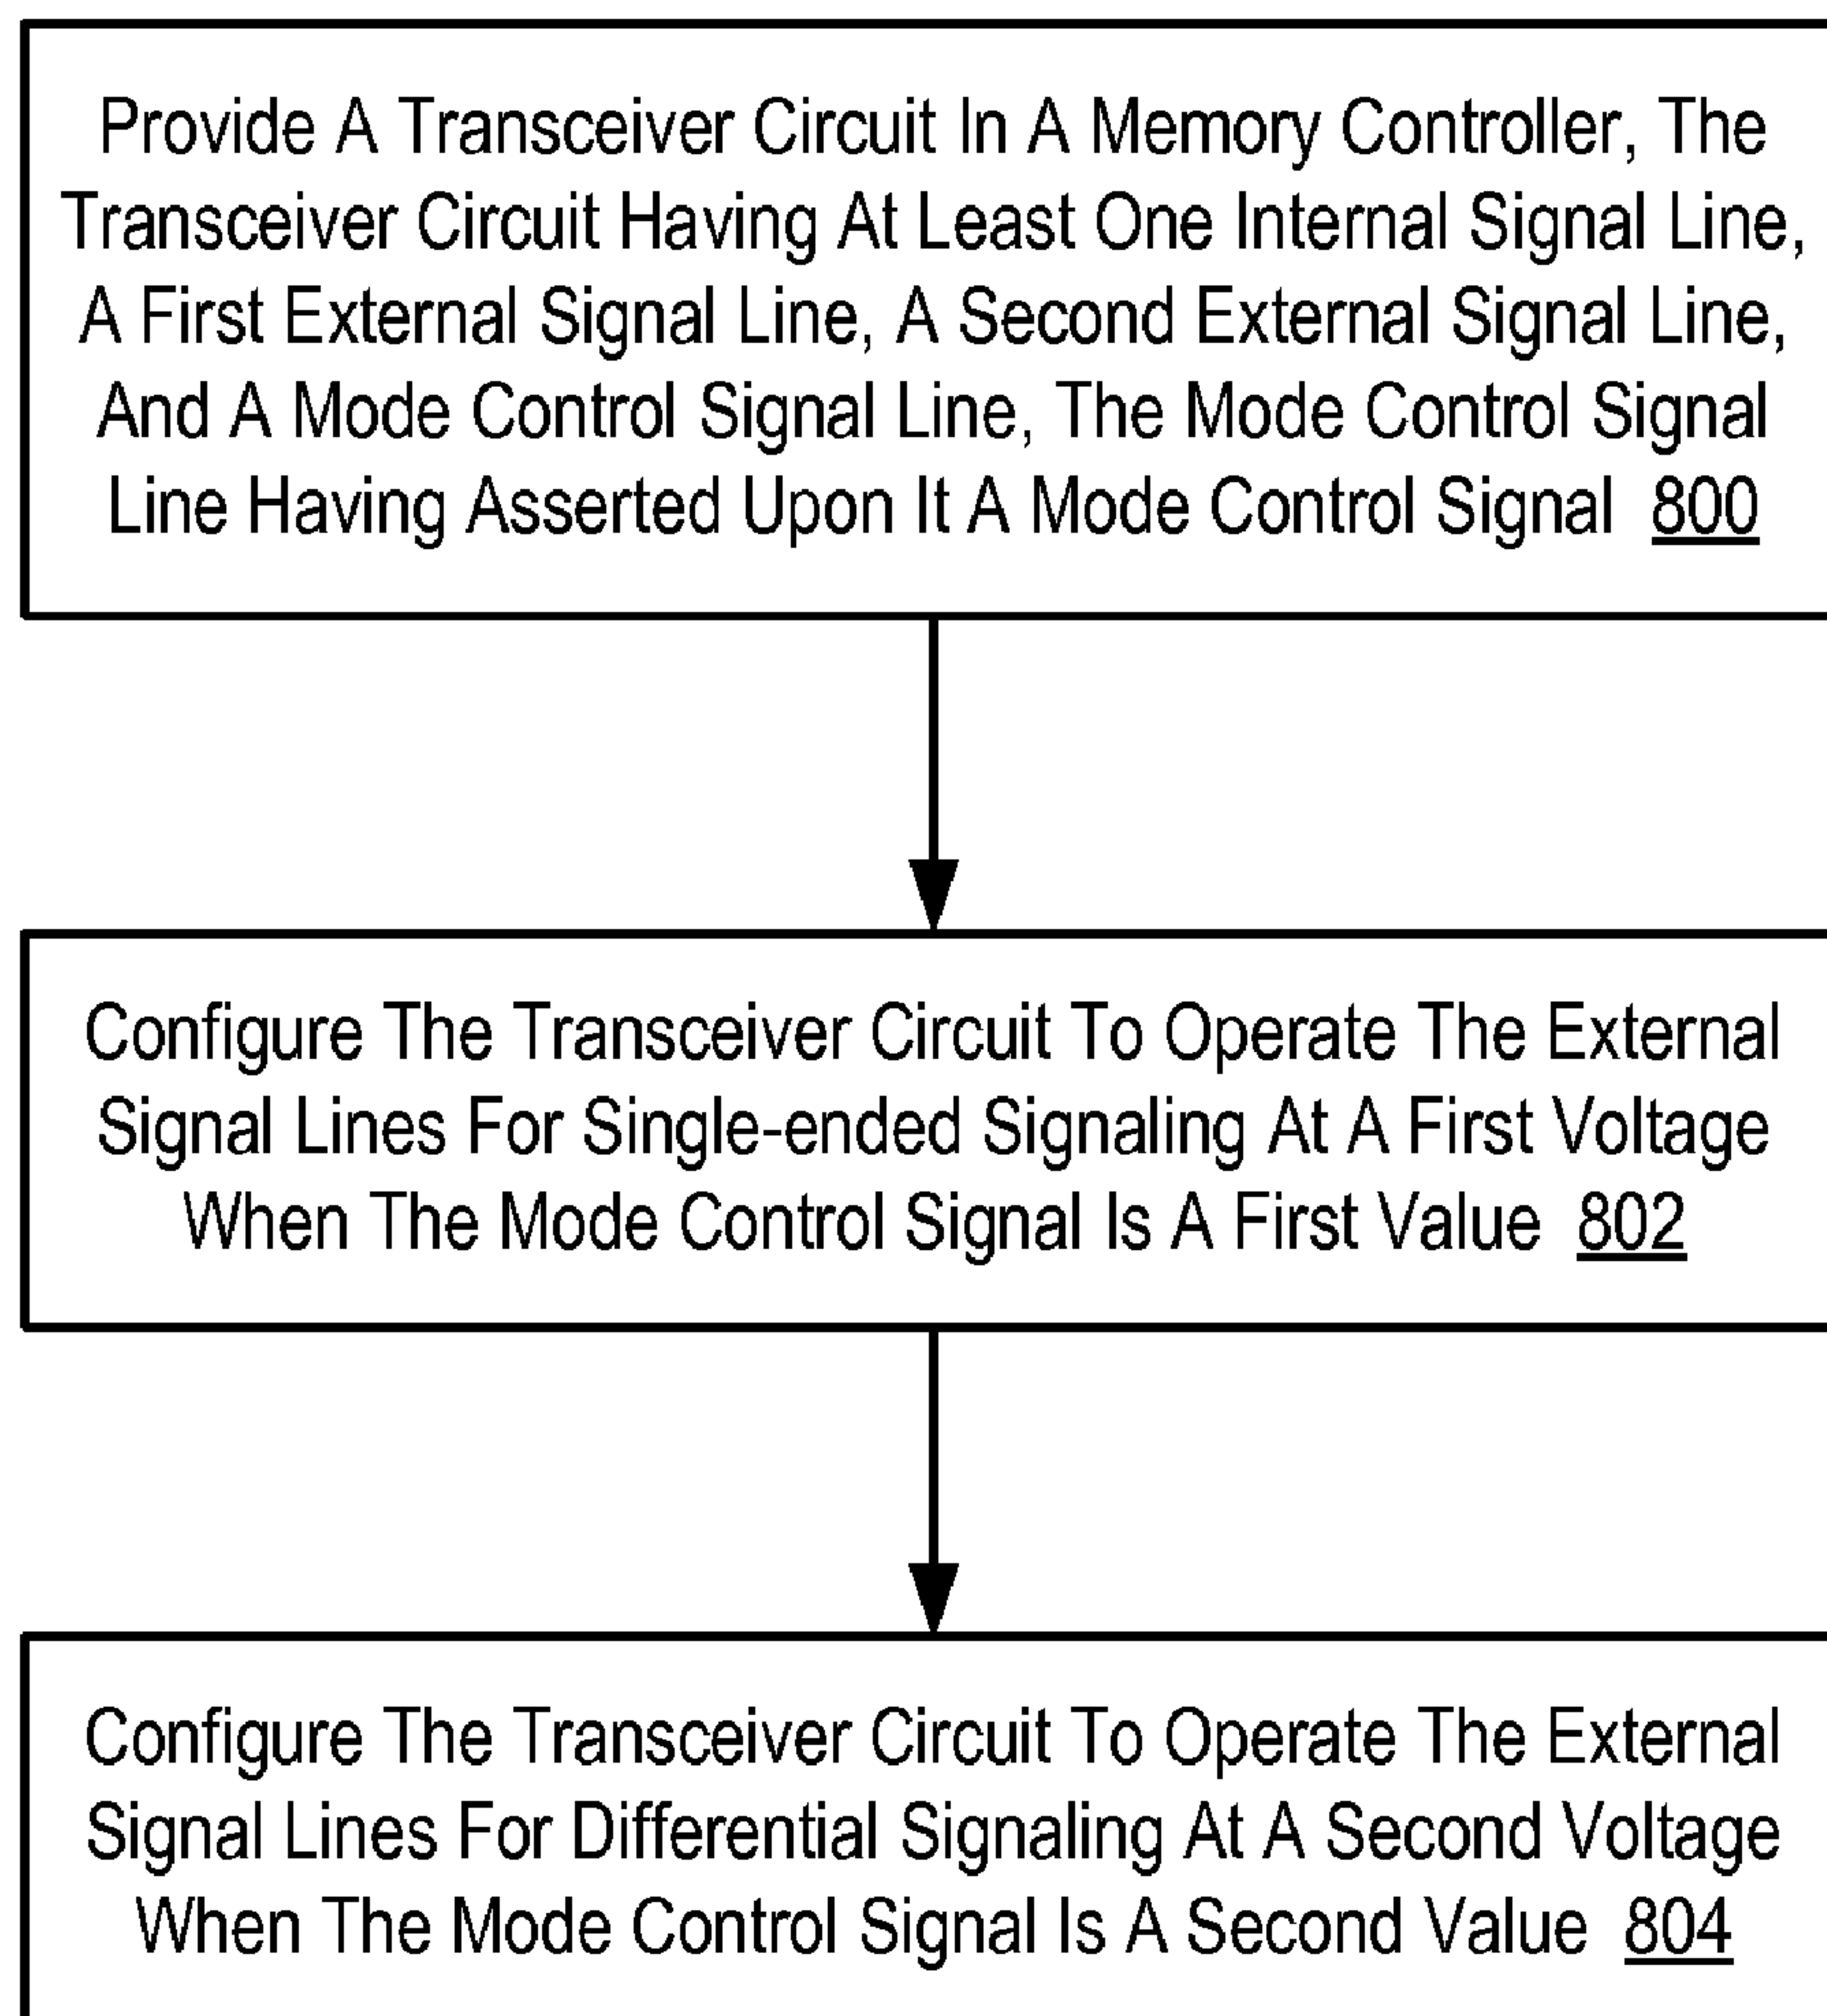 Provide A Transceiver Circuit In A Memory Controller, The
Transceiver Circuit Having At Least One Internal Signal Line,
A First External Signal Line, A Second External Signal Line,
And A Mode Control Signal Line, The Mode Control Signal
Line Having Asserted Upon It A Mode Control Signal 800
Configure The Transceiver Circuit To Operate The External
Signal Lines For Single-ended Signaling At A First Voltage
When The Mode Control Signal Is A First Value 802
Configure The Transceiver Circuit To Operate The External
Signal Lines For Differential Signaling At A Second Voltage
When The Mode Control Signal Is A Second Value 804